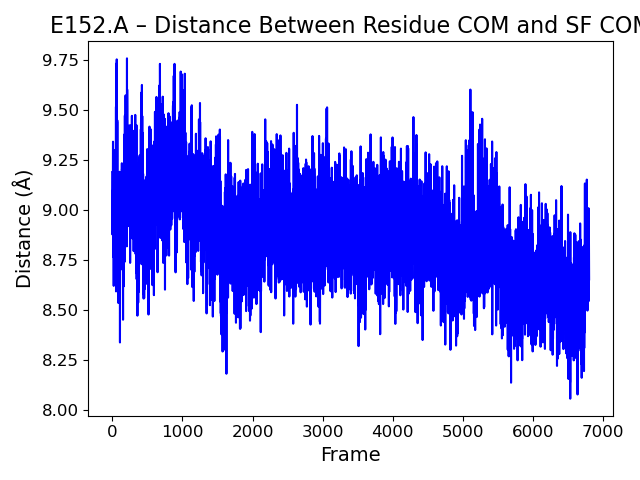 E152.A – Distance Between Residue COM and SF COM
Distance (Å)
9.75
9.50
9.25
9.00
8.75
8.50
8.25
8.00
0 1000 2000 3000 4000 5000 6000 7000
Frame